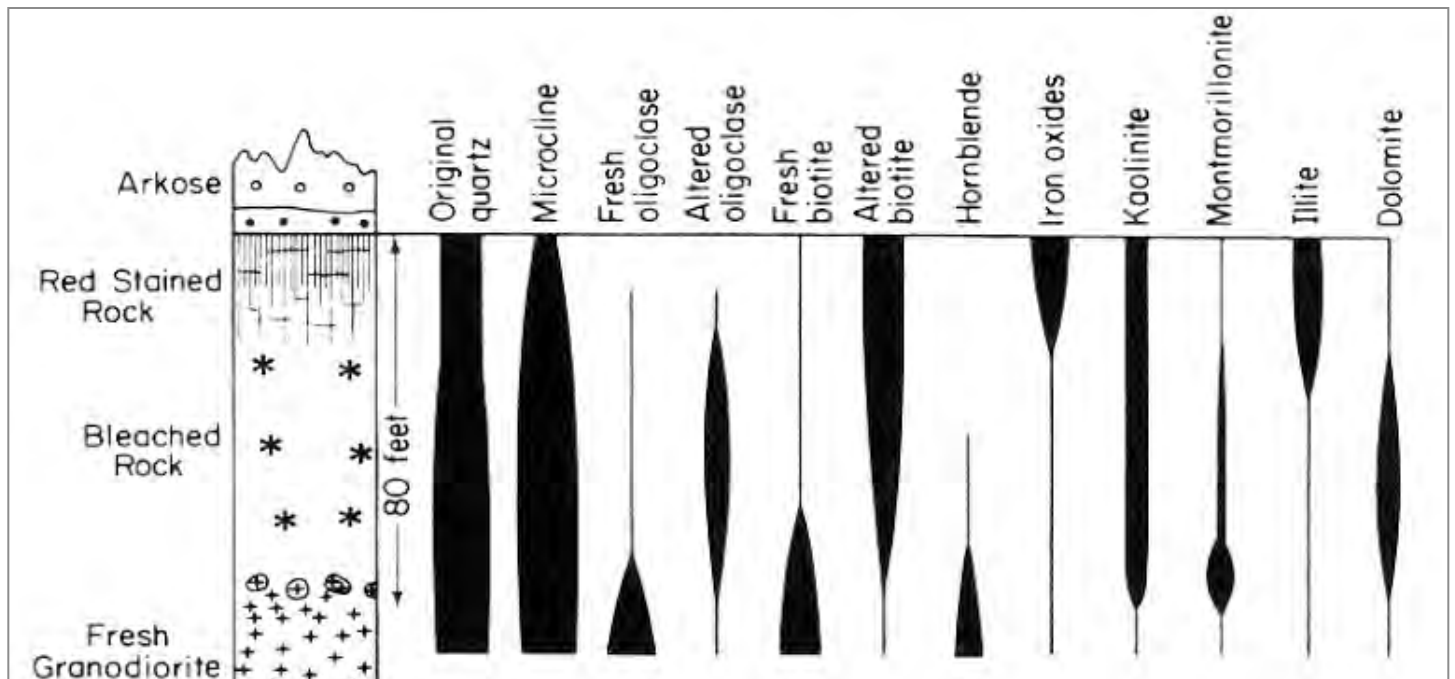 Original
quartz
Microcline
Fresh
oligoclase
Altered
oligoclase
Fresh
biotite
Altered
biotite
Hornblende
Iron oxides
Kaolinite
Montmorillonite
Illite
Dolomite
Arkose
Red Stained
Rock
Bleached
Rock
80 feet
Fresh
Granodiorite